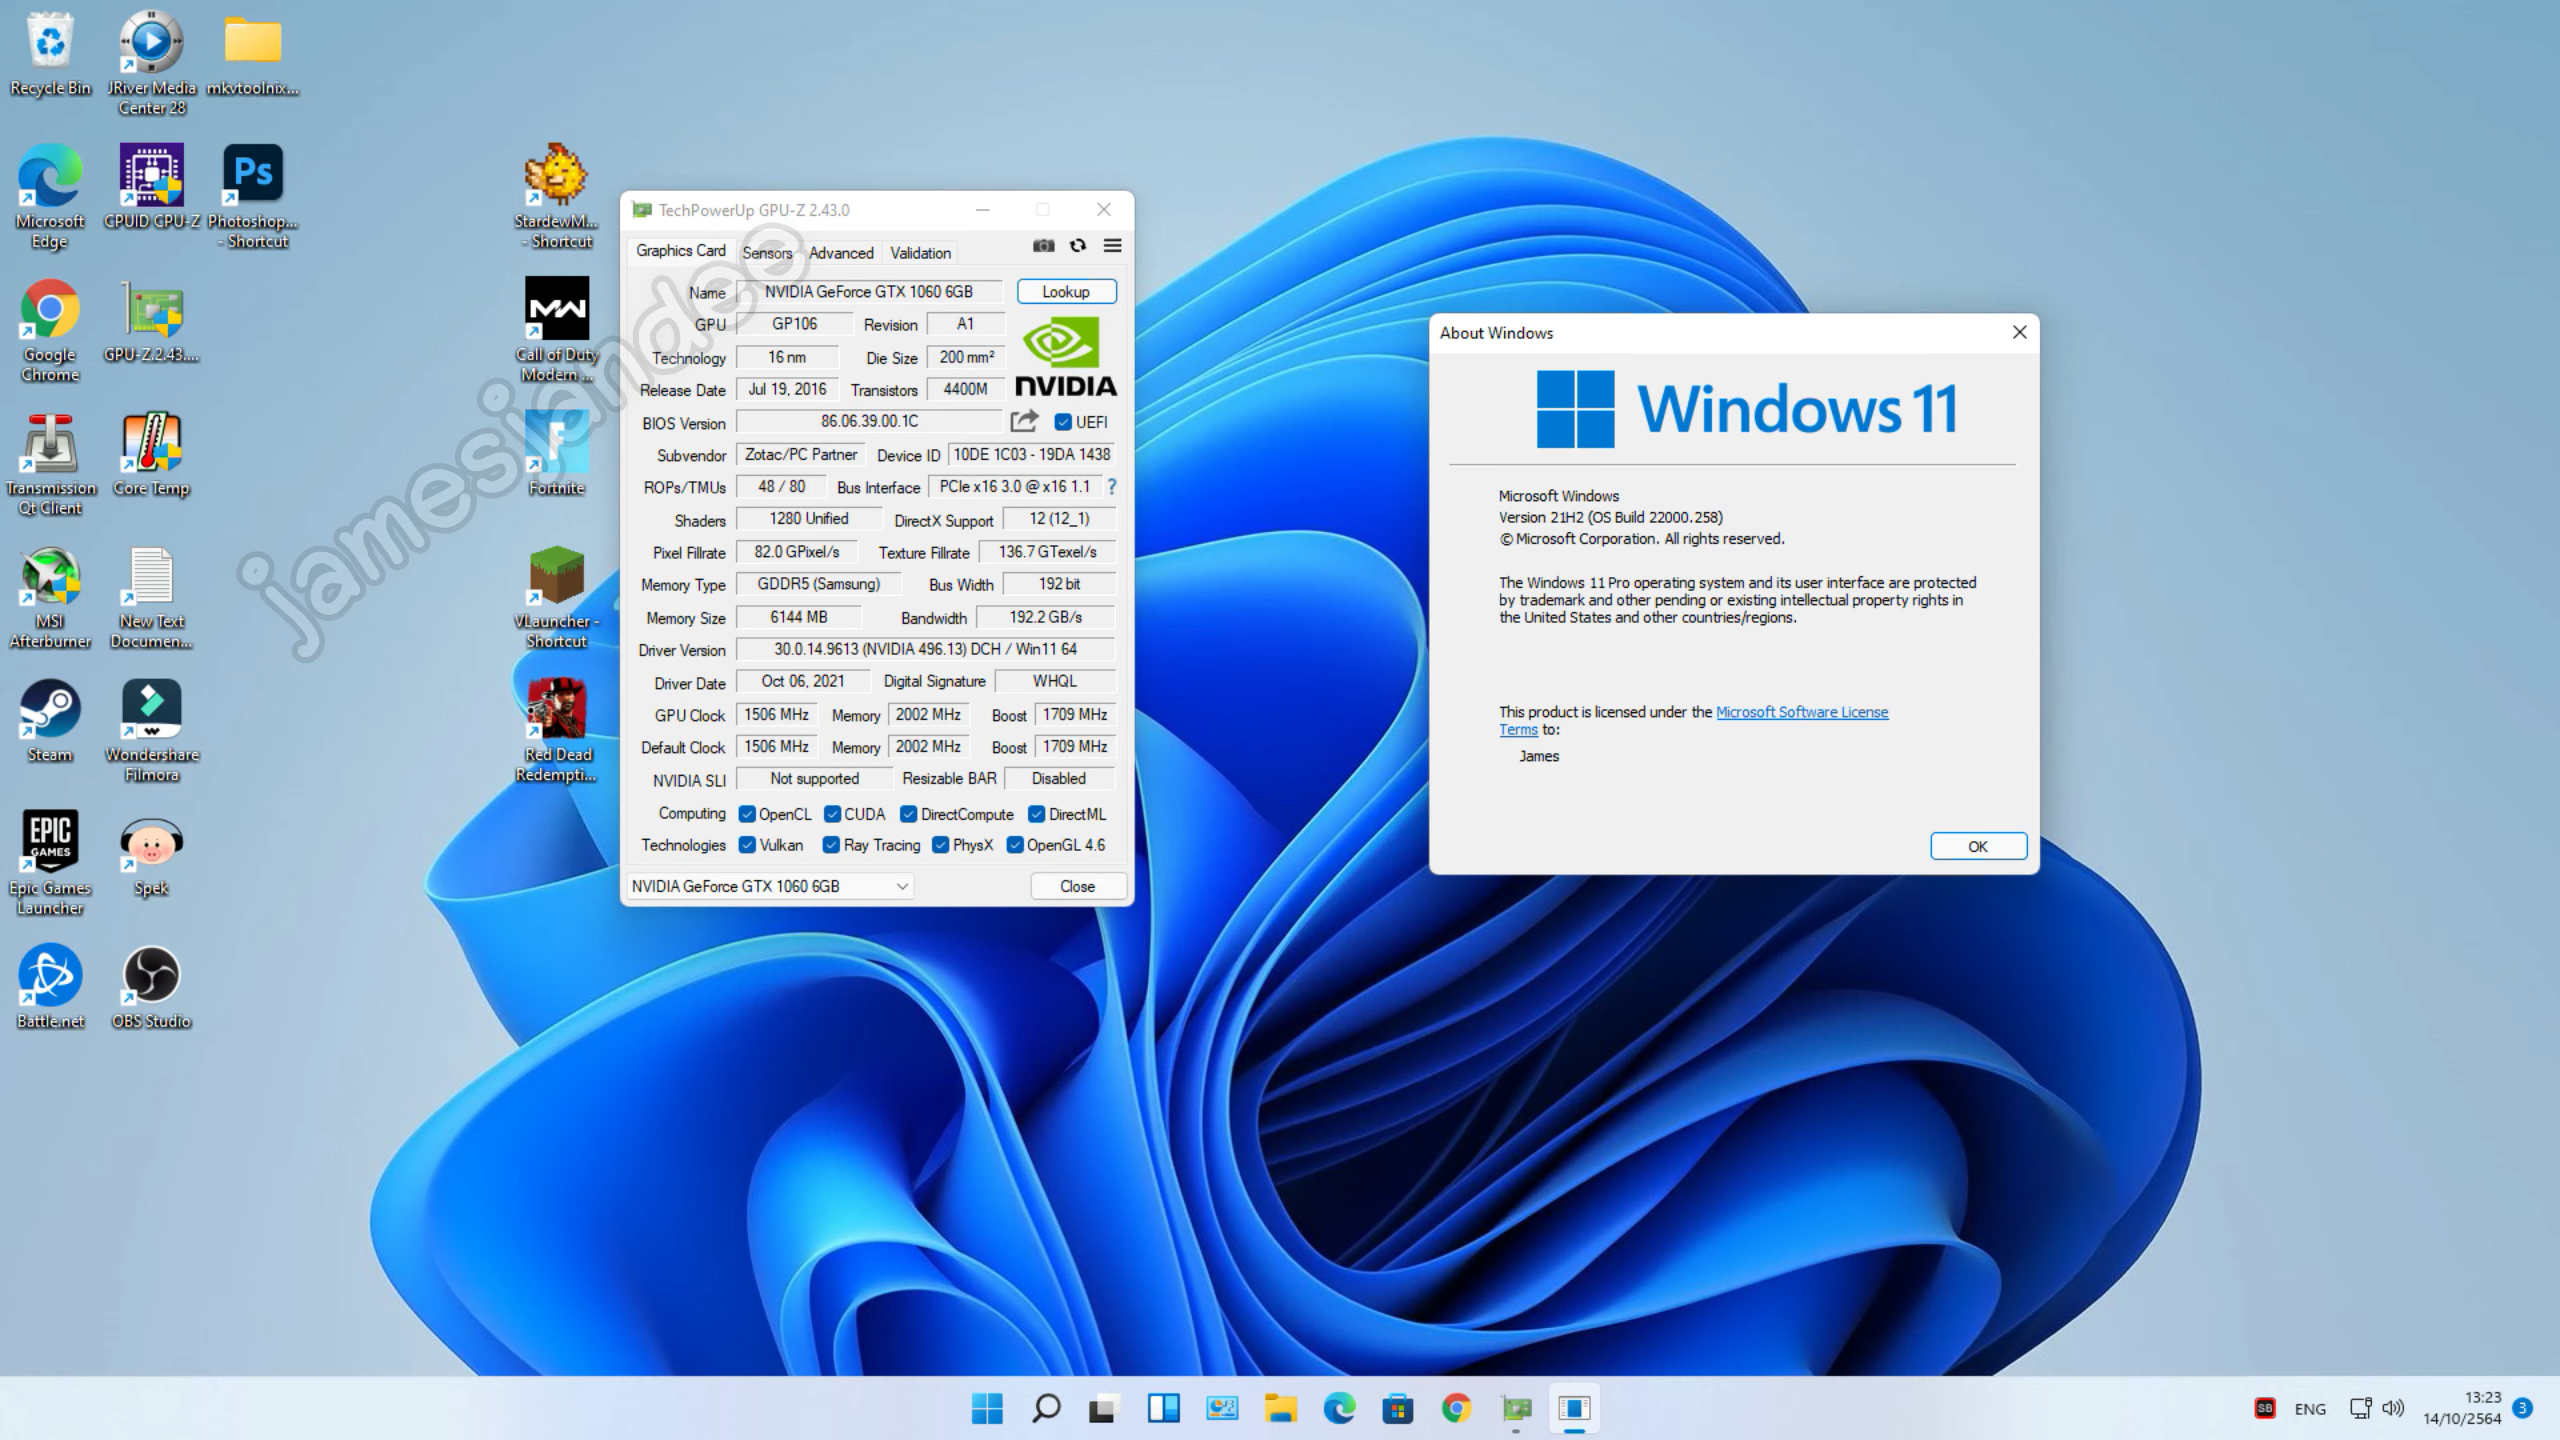 Recycle Bin
JRiver Media
Center 28
mkvtoolnix...
Microsoft
Edge
CPUID CPU-Z
Ps
Photoshop...
- Shortcut
Google
Chrome
GPU-Z.2.43....
Transmission
Qt Client
Core Temp
MSI
Afterburner
New Text
Documen...
Steam
Wondershare
Filmora
EPIC
GAMES
Epic Games
Launcher
Spek
Battle.net
OBS Studio
StardewM...
- Shortcut
MW
Call of Duty
Modern ...
F
Fortnite
VLauncher -
Shortcut
Red Dead
Redempti...
jamesjandee
TechPowerUp GPU-Z 2.43.0
Graphics Card Sensors Advanced Validation
Name NVIDIA GeForce GTX 1060 6GB Lookup
GPU GP106 Revision A1
Technology 16 nm Die Size 200 mm²
Release Date Jul 19, 2016 Transistors 4400M
NVIDIA
BIOS Version 86.06.39.00.1C UEFI
Subvendor Zotac/PC Partner Device ID 10DE 1C03 - 19DA 1438
ROPs/TMUs 48 / 80 Bus Interface PCIe x16 3.0 @ x16 1.1 ?
Shaders 1280 Unified DirectX Support 12 (12_1)
Pixel Fillrate 82.0 GPixel/s Texture Fillrate 136.7 GTexel/s
Memory Type GDDR5 (Samsung) Bus Width 192 bit
Memory Size 6144 MB Bandwidth 192.2 GB/s
Driver Version 30.0.14.9613 (NVIDIA 496.13) DCH / Win11 64
Driver Date Oct 06, 2021 Digital Signature WHQL
GPU Clock 1506 MHz Memory 2002 MHz Boost 1709 MHz
Default Clock 1506 MHz Memory 2002 MHz Boost 1709 MHz
NVIDIA SLI Not supported Resizable BAR Disabled
Computing OpenCL CUDA DirectCompute DirectML
Technologies Vulkan Ray Tracing PhysX OpenGL 4.6
NVIDIA GeForce GTX 1060 6GB Close
About Windows
Windows 11
Microsoft Windows
Version 21H2 (OS Build 22000.258)
© Microsoft Corporation. All rights reserved.
The Windows 11 Pro operating system and its user interface are protected
by trademark and other pending or existing intellectual property rights in
the United States and other countries/regions.
This product is licensed under the Microsoft Software License
Terms to:
James
OK
SB ENG 13:23
14/10/2564 3